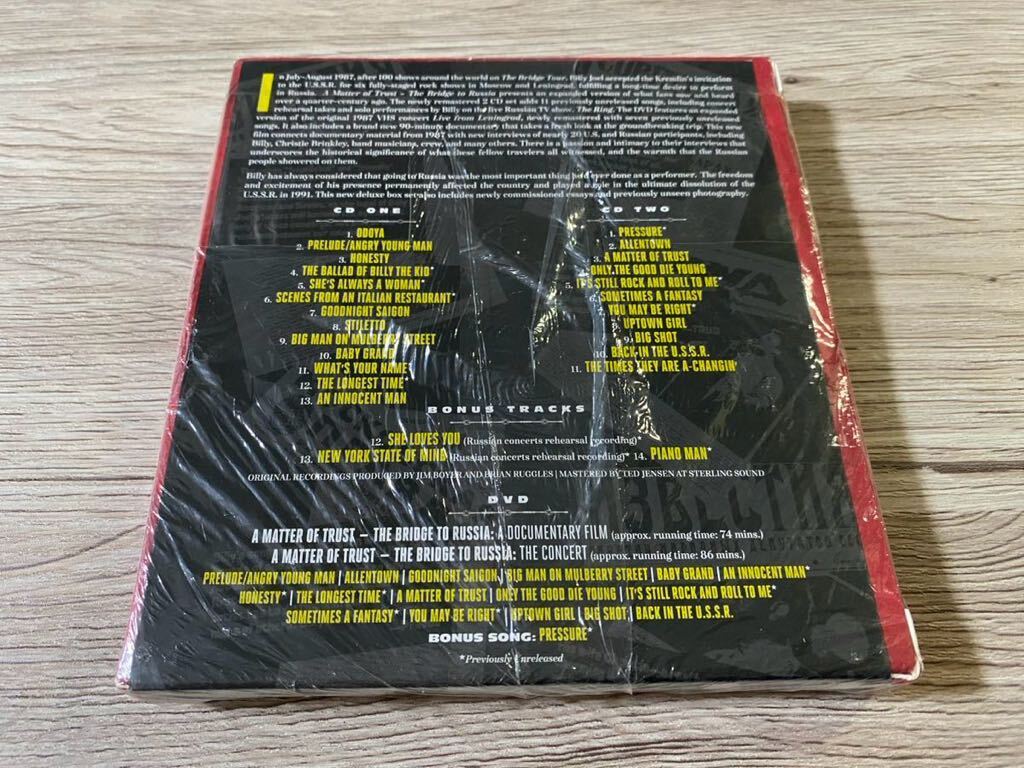 In July-August 1987, after 100 shows around the world on The Bridge Tour, Billy Joel accepted the Kremlin's invitation
to the U.S.S.R. for six fully-staged rock shows in Moscow and Leningrad, fulfilling a long-time desire to perform
in Russia. A Matter of Trust – The Bridge to Russia presents an expanded version of what fans saw and heard
over a quarter-century ago. The newly remastered 2 CD set adds 11 previously unreleased songs, including concert
rehearsal takes and solo performances by Billy on the live Russian TV show, The Ring. The DVD features an expanded
version of the original 1987 VHS concert Live from Leningrad, newly remastered with seven previously unreleased
songs. It also includes a brand new 90-minute documentary that takes a fresh look at the groundbreaking trip. This new
film connects documentary material from 1987 with new interviews of nearly 20 U.S. and Russian participants, including
Billy, Christie Brinkley, band musicians, crew, and many others. There is a passion and intimacy to their interviews that
underscores the historical significance of what these fellow travelers all witnessed, and the warmth that the Russian
people showered on them.
Billy has always considered that going to Russia was the most important thing he'd ever done as a performer. The freedom
and excitement of his presence permanently affected the country and played a role in the ultimate dissolution of the
U.S.S.R. in 1991. This new deluxe box set also includes newly commissioned essays and previously unseen photography.
CD ONE
1. ODOYA
2. PRELUDE/ANGRY YOUNG MAN
3. HONESTY
4. THE BALLAD OF BILLY THE KID*
5. SHE'S ALWAYS A WOMAN*
6. SCENES FROM AN ITALIAN RESTAURANT*
7. GOODNIGHT SAIGON
8. STILETTO
9. BIG MAN ON MULBERRY STREET
10. BABY GRAND
11. WHAT'S YOUR NAME*
12. THE LONGEST TIME*
13. AN INNOCENT MAN
CD TWO
1. PRESSURE*
2. ALLENTOWN
3. A MATTER OF TRUST
4. ONLY THE GOOD DIE YOUNG
5. IT'S STILL ROCK AND ROLL TO ME*
6. SOMETIMES A FANTASY
7. YOU MAY BE RIGHT*
8. UPTOWN GIRL
9. BIG SHOT
10. BACK IN THE U.S.S.R.
11. THE TIMES THEY ARE A-CHANGIN'
BONUS TRACKS
12. SHE LOVES YOU (Russian concerts rehearsal recording)*
13. NEW YORK STATE OF MIND (Russian concerts rehearsal recording)* 14. PIANO MAN*
ORIGINAL RECORDINGS PRODUCED BY JIM BOYER AND BRIAN RUGGLES | MASTERED BY TED JENSEN AT STERLING SOUND
DVD
A MATTER OF TRUST – THE BRIDGE TO RUSSIA: A DOCUMENTARY FILM (approx. running time: 74 mins.)
A MATTER OF TRUST – THE BRIDGE TO RUSSIA: THE CONCERT (approx. running time: 86 mins.)
PRELUDE/ANGRY YOUNG MAN | ALLENTOWN | GOODNIGHT SAIGON | BIG MAN ON MULBERRY STREET | BABY GRAND | AN INNOCENT MAN*
HONESTY* | THE LONGEST TIME* | A MATTER OF TRUST | ONLY THE GOOD DIE YOUNG | IT'S STILL ROCK AND ROLL TO ME*
SOMETIMES A FANTASY* | YOU MAY BE RIGHT* | UPTOWN GIRL | BIG SHOT | BACK IN THE U.S.S.R.
BONUS SONG: PRESSURE*
*Previously Unreleased